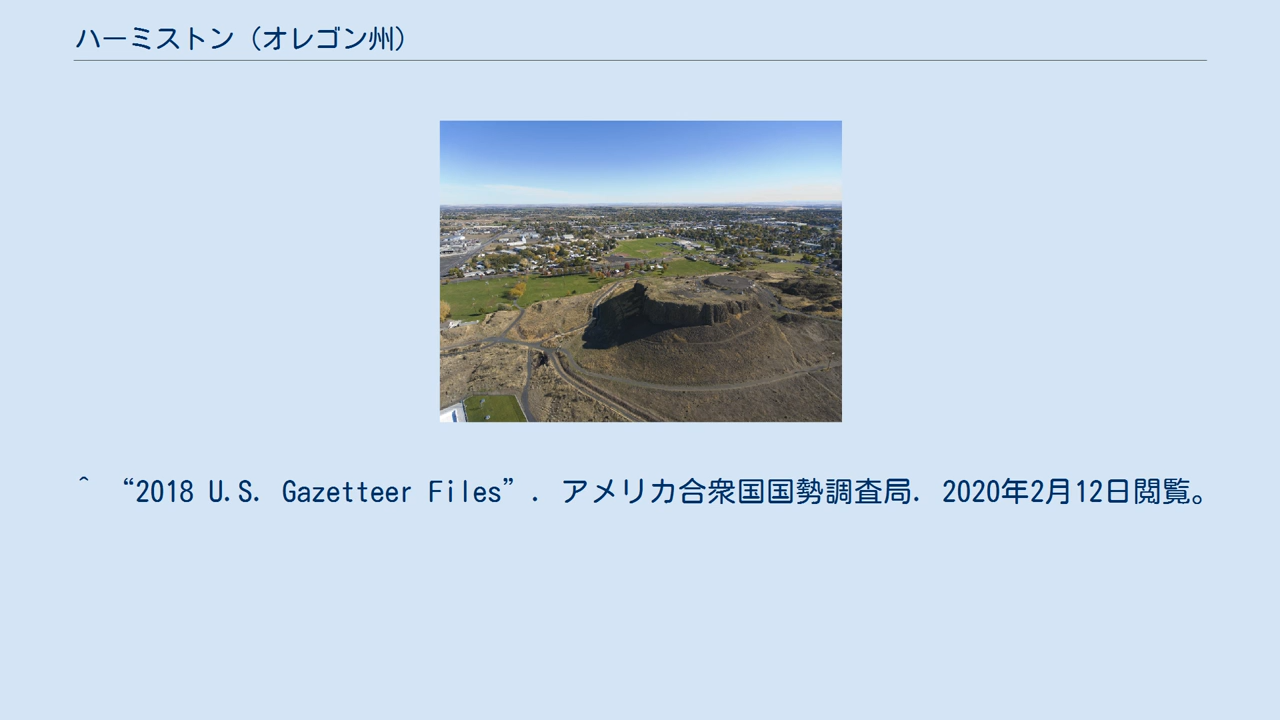 ハーミストン（オレゴン州）
^ “2018 U.S. Gazetteer Files”. アメリカ合衆国国勢調査局. 2020年2月12日閲覧。